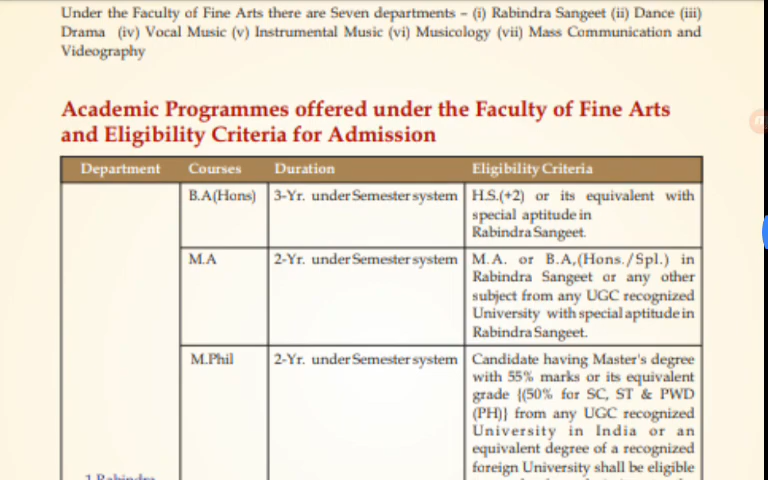 Under the Faculty of Fine Arts there are Seven departments – (i) Rabindra Sangeet (ii) Dance (iii)
Drama (iv) Vocal Music (v) Instrumental Music (vi) Musicology (vii) Mass Communication and
Videography
Academic Programmes offered under the Faculty of Fine Arts
and Eligibility Criteria for Admission
Department Courses Duration Eligibility Criteria
B.A(Hons) 3-Yr. under Semester system H.S.(+2) or its equivalent with
special aptitude in
Rabindra Sangeet.
M.A 2-Yr. under Semester system M.A. or B.A,(Hons./Spl.) in
Rabindra Sangeet or any other
subject from any UGC recognized
University with special aptitude in
Rabindra Sangeet.
M.Phil 2-Yr. under Semester system Candidate having Master's degree
with 55% marks or its equivalent
grade {(50% for SC, ST & PWD
(PH)} from any UGC recognized
University in India or an
equivalent degree of a recognized
foreign University shall be eligible
1.Rabindra